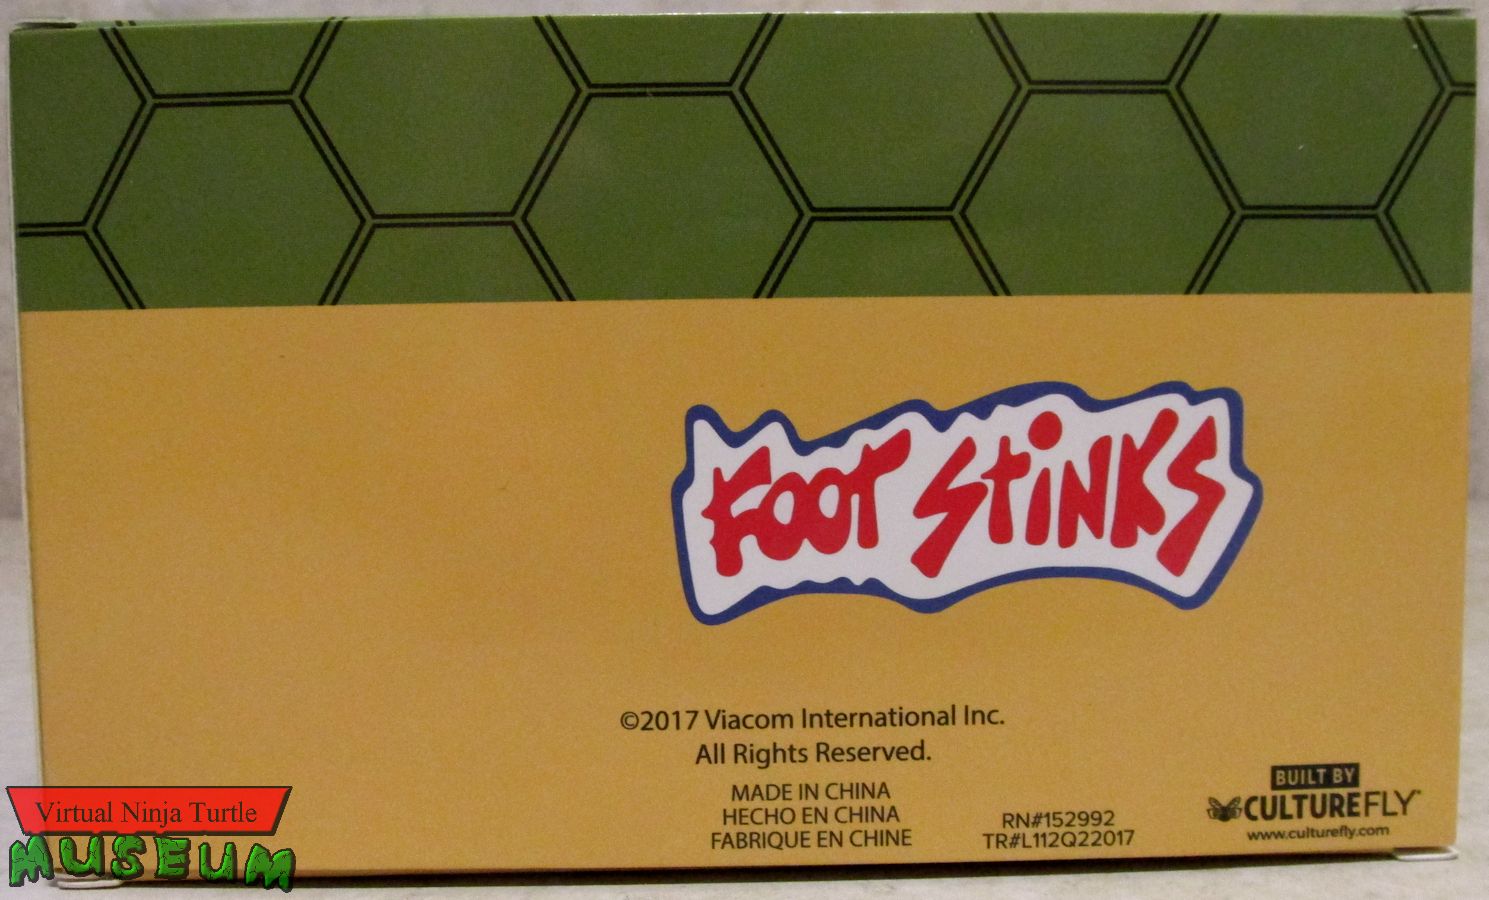 FOOT STINKS
©2017 Viacom International Inc.
All Rights Reserved.
MADE IN CHINA
HECHO EN CHINA
FABRIQUE EN CHINE
RN#152992
TR#L112Q22017
BUILT BY
CULTUREFLY™
www.culturefly.com
Virtual Ninja Turtle
MUSEUM